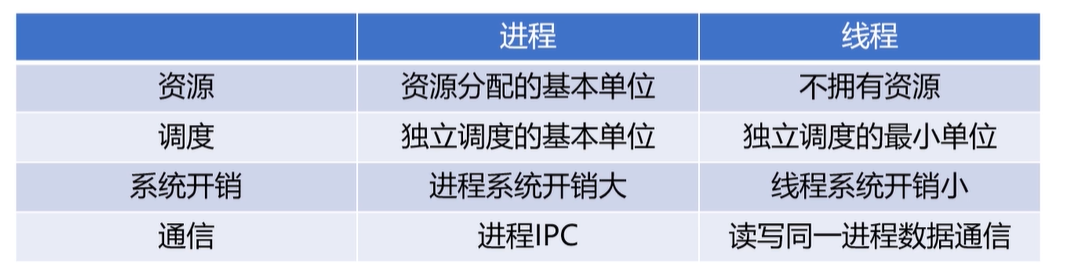 进程 线程
资源 资源分配的基本单位 不拥有资源
调度 独立调度的基本单位 独立调度的最小单位
系统开销 进程系统开销大 线程系统开销小
通信 进程IPC 读写同一进程数据通信